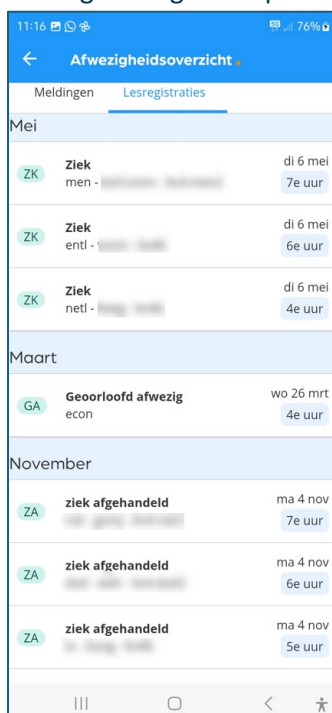 11:16 76%
Afwezigheidsoverzicht
Meldingen Lesregistraties
Mei
ZK Ziek di 6 mei
men - 7e uur
ZK Ziek di 6 mei
entl - 6e uur
ZK Ziek di 6 mei
netl - 4e uur
Maart
GA Georloofd afwezig wo 26 mrt
econ 4e uur
November
ZA ziek afgehandeld ma 4 nov
7e uur
ZA ziek afgehandeld ma 4 nov
6e uur
ZA ziek afgehandeld ma 4 nov
5e uur